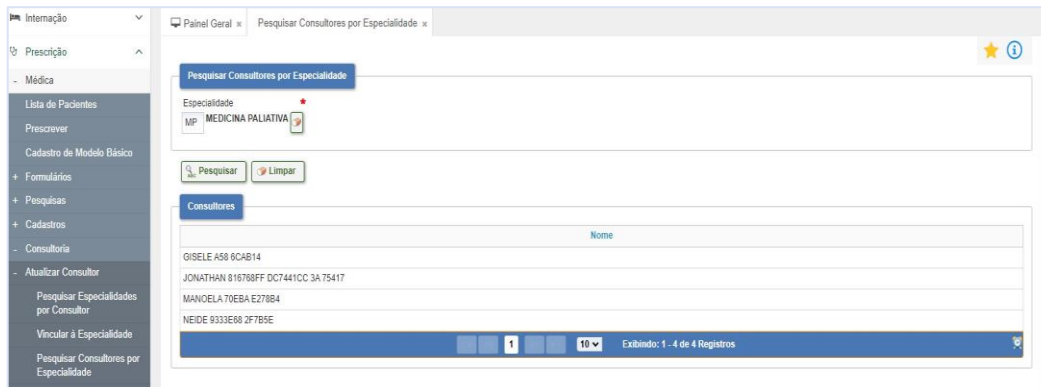 Internação
Prescrição
- Médica
Lista de Pacientes
Prescrever
Cadastro de Modelo Básico
+ Formulários
+ Pesquisas
+ Cadastros
- Consultoria
- Atualizar Consultor
Pesquisar Especialidades
por Consultor
Vincular à Especialidade
Pesquisar Consultores por
Especialidade
Painel Geral × Pesquisar Consultores por Especialidade ×
Pesquisar Consultores por Especialidade
Especialidade *
MP MEDICINA PALIATIVA
Pesquisar Limpar
Consultores
Nome
GISELE A58 6CAB14
JONATHAN 816768FF DC7441CC 3A 75417
MANOELA 70EBA E278B4
NEIDE 9333E68 2F7B5E
1 10 Exibindo: 1 - 4 de 4 Registros